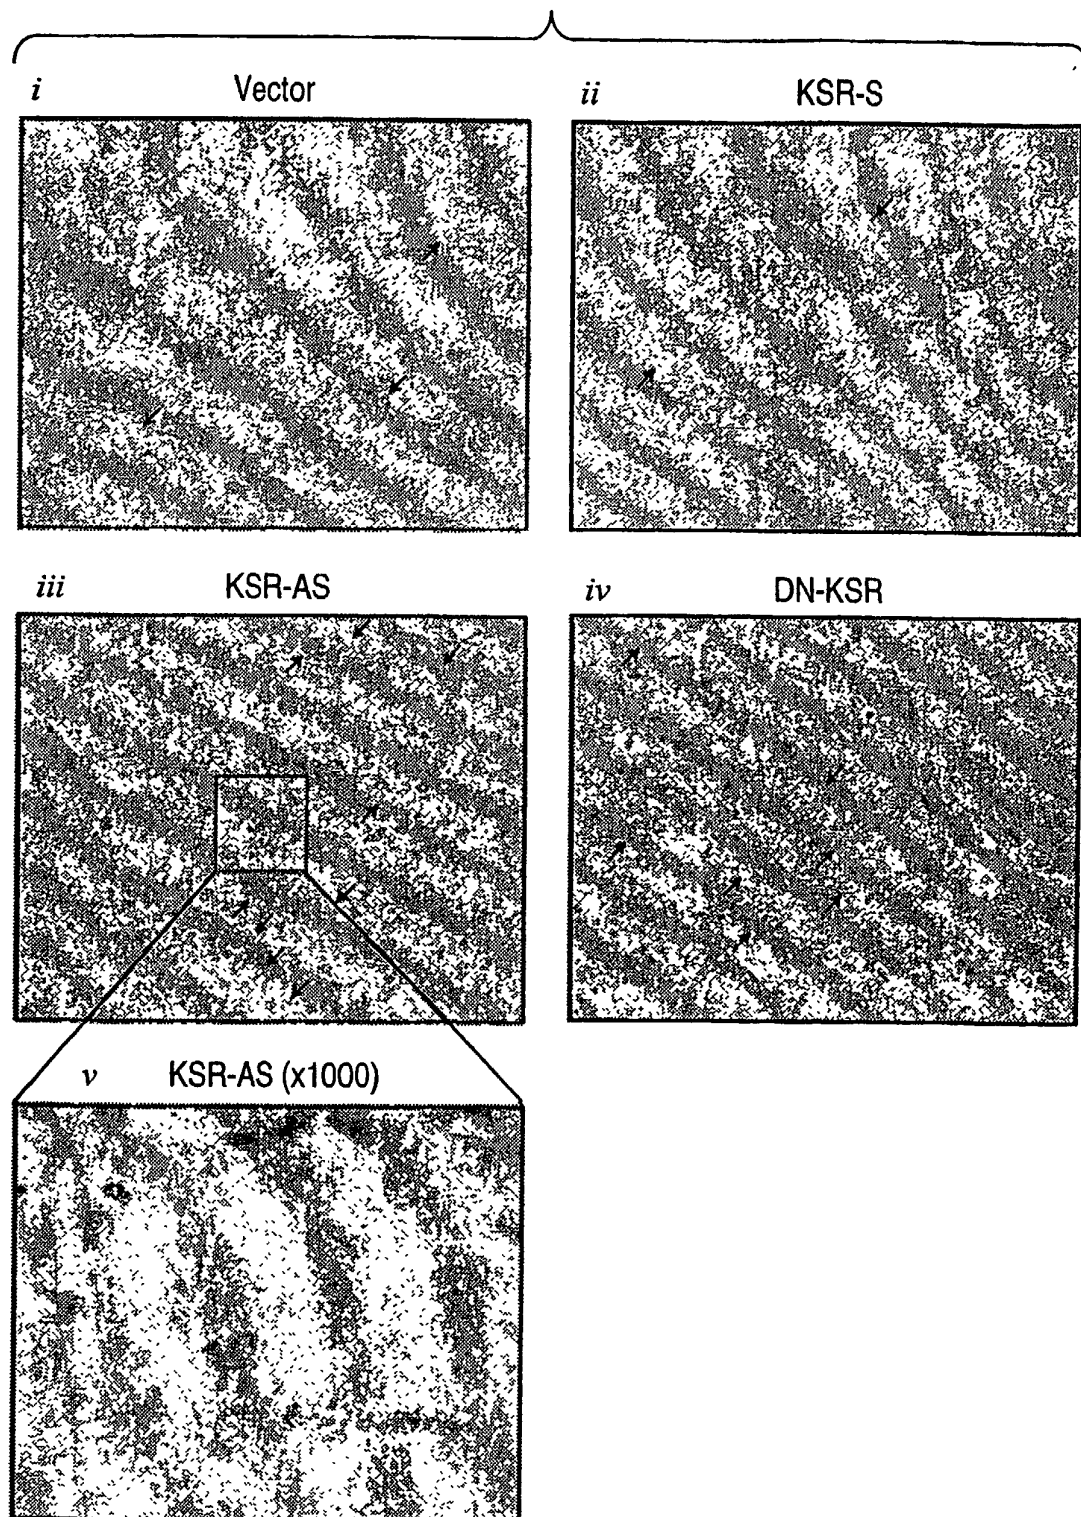 i Vector
ii KSR-S
iii KSR-AS
iv DN-KSR
v KSR-AS (x1000)